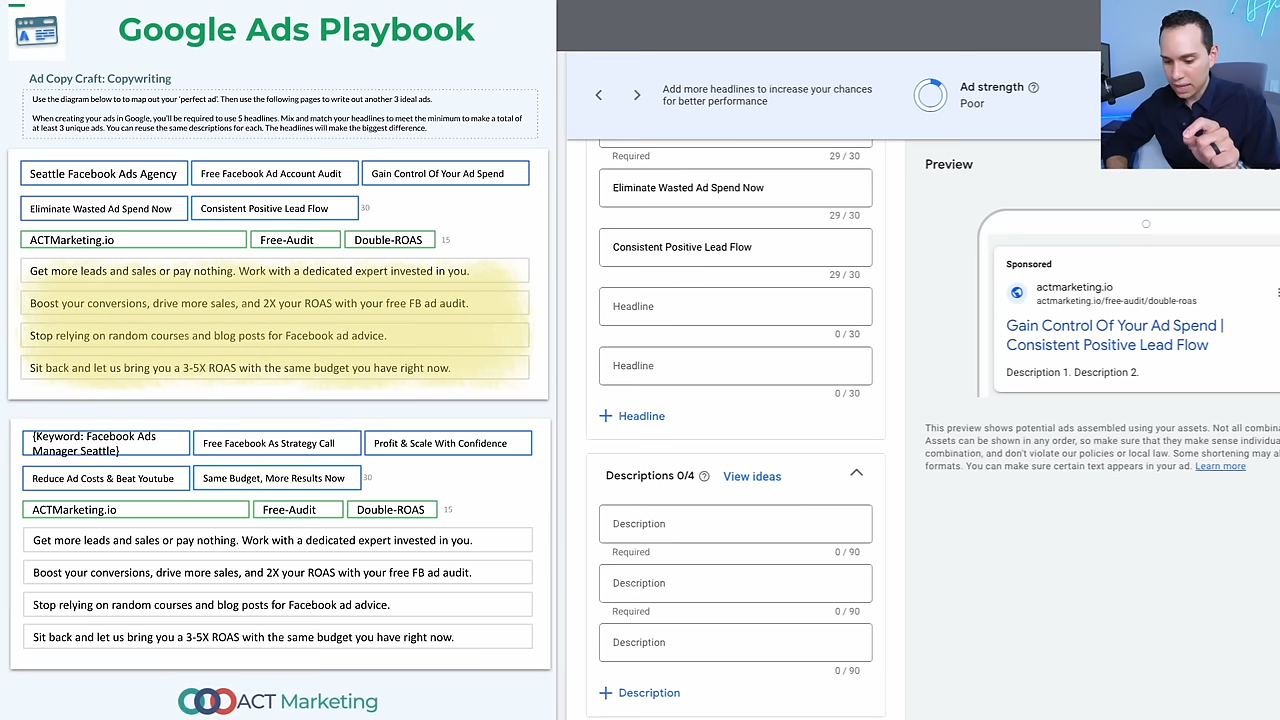 Google Ads Playbook
Ad Copy Craft: Copywriting
Use the diagram below to to map out your 'perfect ad'. Then use the following pages to write out another 3 ideal ads.
When creating your ads in Google, you'll be required to use 5 headlines. Mix and match your headlines to meet the minimum to make a total of
at least 3 unique ads. You can reuse the same descriptions for each. The headlines will make the biggest difference.
Seattle Facebook Ads Agency
Free Facebook Ad Account Audit
Gain Control Of Your Ad Spend
Eliminate Wasted Ad Spend Now
Consistent Positive Lead Flow
30
ACTMarketing.io
Free-Audit
Double-ROAS
15
Get more leads and sales or pay nothing. Work with a dedicated expert invested in you.
Boost your conversions, drive more sales, and 2X your ROAS with your free FB ad audit.
Stop relying on random courses and blog posts for Facebook ad advice.
Sit back and let us bring you a 3-5X ROAS with the same budget you have right now.
{Keyword: Facebook Ads
Manager Seattle}
Free Facebook As Strategy Call
Profit & Scale With Confidence
Reduce Ad Costs & Beat Youtube
Same Budget, More Results Now
30
ACTMarketing.io
Free-Audit
Double-ROAS
15
Get more leads and sales or pay nothing. Work with a dedicated expert invested in you.
Boost your conversions, drive more sales, and 2X your ROAS with your free FB ad audit.
Stop relying on random courses and blog posts for Facebook ad advice.
Sit back and let us bring you a 3-5X ROAS with the same budget you have right now.
ACT Marketing
Add more headlines to increase your chances
for better performance
Ad strength
Poor
Required
29 / 30
Eliminate Wasted Ad Spend Now
29 / 30
Consistent Positive Lead Flow
29 / 30
Headline
0 / 30
Headline
0 / 30
+ Headline
Descriptions 0/4
View ideas
Description
Required
0 / 90
Description
Required
0 / 90
Description
0 / 90
+ Description
Preview
Sponsored
actmarketing.io
actmarketing.io/free-audit/double-roas
Gain Control Of Your Ad Spend |
Consistent Positive Lead Flow
Description 1. Description 2.
This preview shows potential ads assembled using your assets. Not all combina
Assets can be shown in any order, so make sure that they make sense individua
combination, and don't violate our policies or local law. Some shortening may a
formats. You can make sure certain text appears in your ad. Learn more